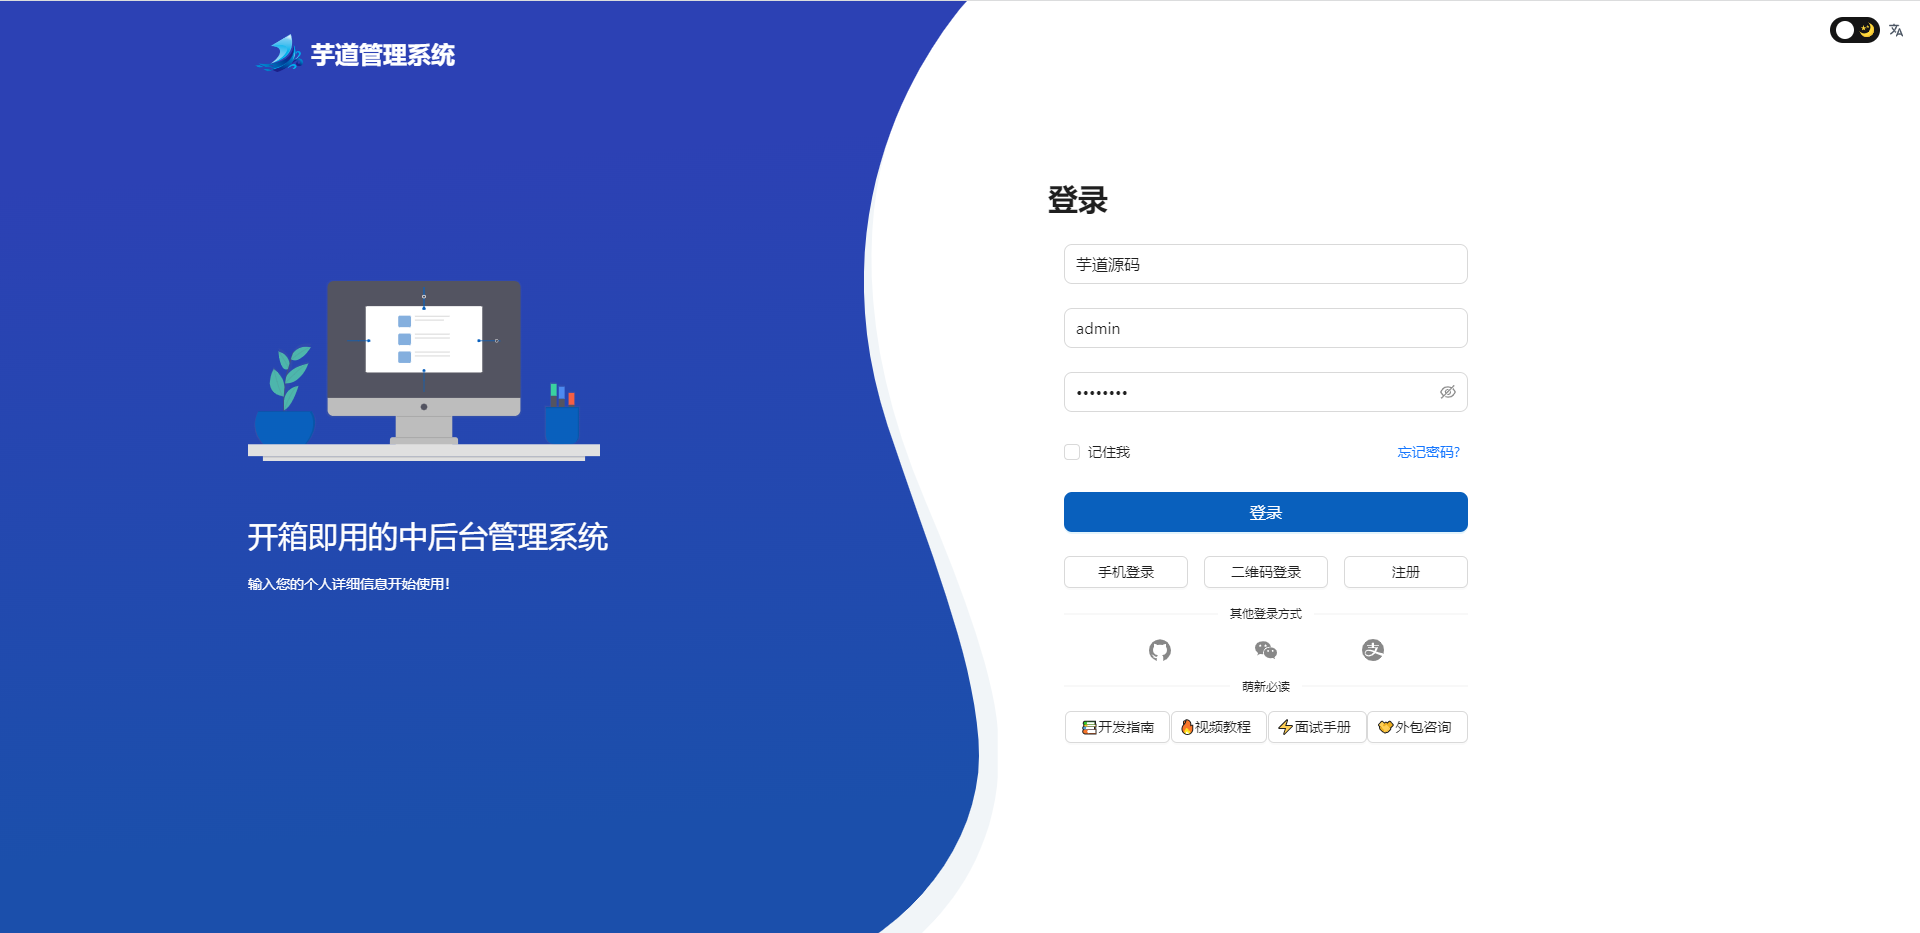 芋道管理系统
开箱即用的中后台管理系统
输入您的个人详细信息开始使用!
登录
芋道源码
admin
••••••••
记住我
忘记密码?
登录
手机登录
二维码登录
注册
其他登录方式
萌新必读
📚开发指南
🔥视频教程
⚡面试手册
🤝外包咨询